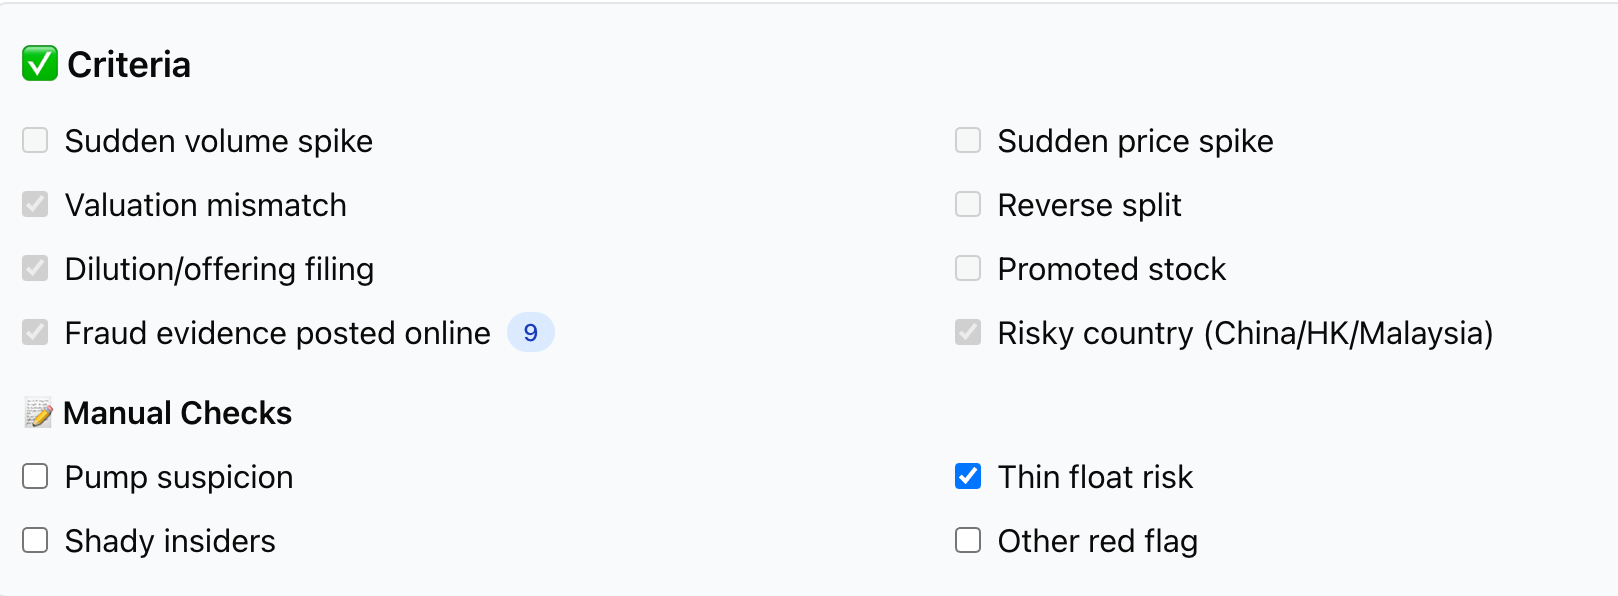 ✅ Criteria
Sudden volume spike
Sudden price spike
Valuation mismatch
Reverse split
Dilution/offering filing
Promoted stock
Fraud evidence posted online 9
Risky country (China/HK/Malaysia)
📝 Manual Checks
Pump suspicion
Thin float risk
Shady insiders
Other red flag